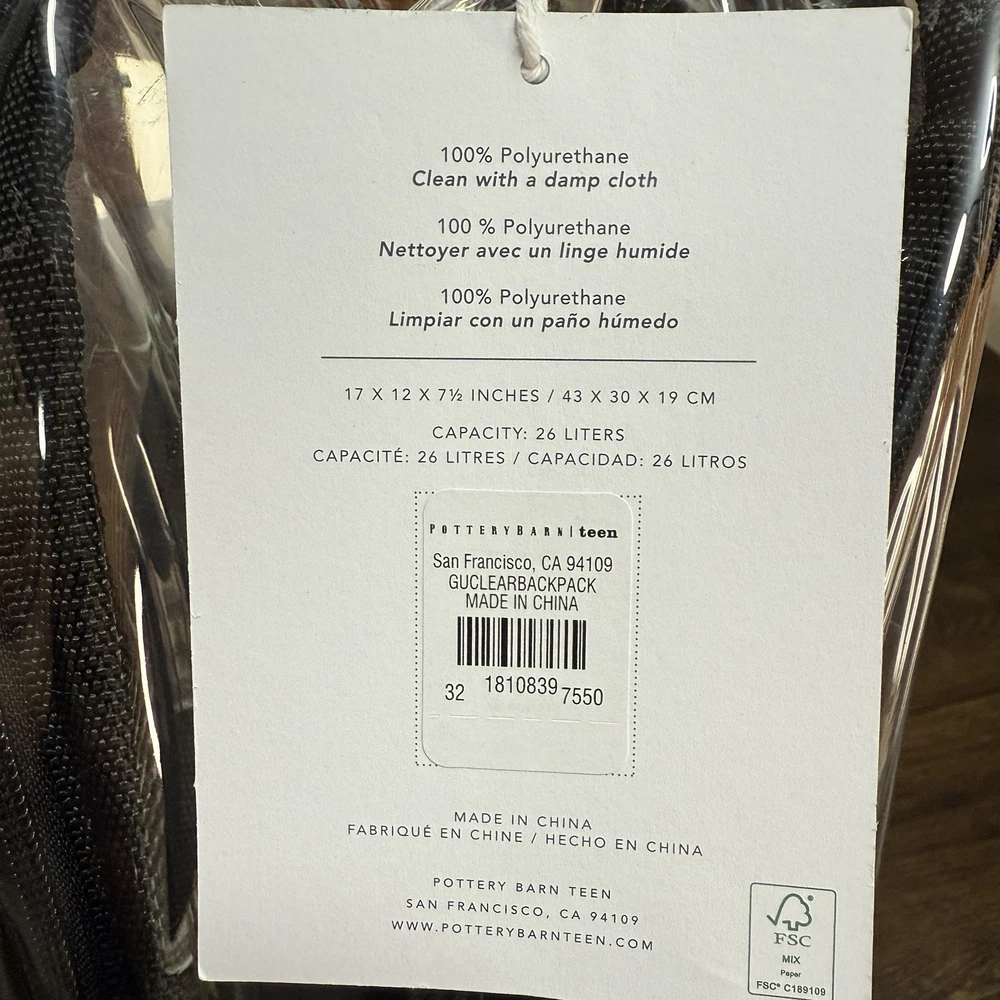 100% Polyurethane
Clean with a damp cloth
100 % Polyurethane
Nettoyer avec un linge humide
100% Polyurethane
Limpiar con un paño húmedo
17 X 12 X 7½ INCHES / 43 X 30 X 19 CM
CAPACITY: 26 LITERS
CAPACITÉ: 26 LITRES / CAPACIDAD: 26 LITROS
POTTERYBARN|teen
San Francisco, CA 94109
GUCLEARBACKPACK
MADE IN CHINA
32 1810839 7550
MADE IN CHINA
FABRIQUÉ EN CHINE / HECHO EN CHINA
POTTERY BARN TEEN
SAN FRANCISCO, CA 94109
WWW.POTTERYBARNTEEN.COM
FSC
MIX
Paper
FSC® C189109